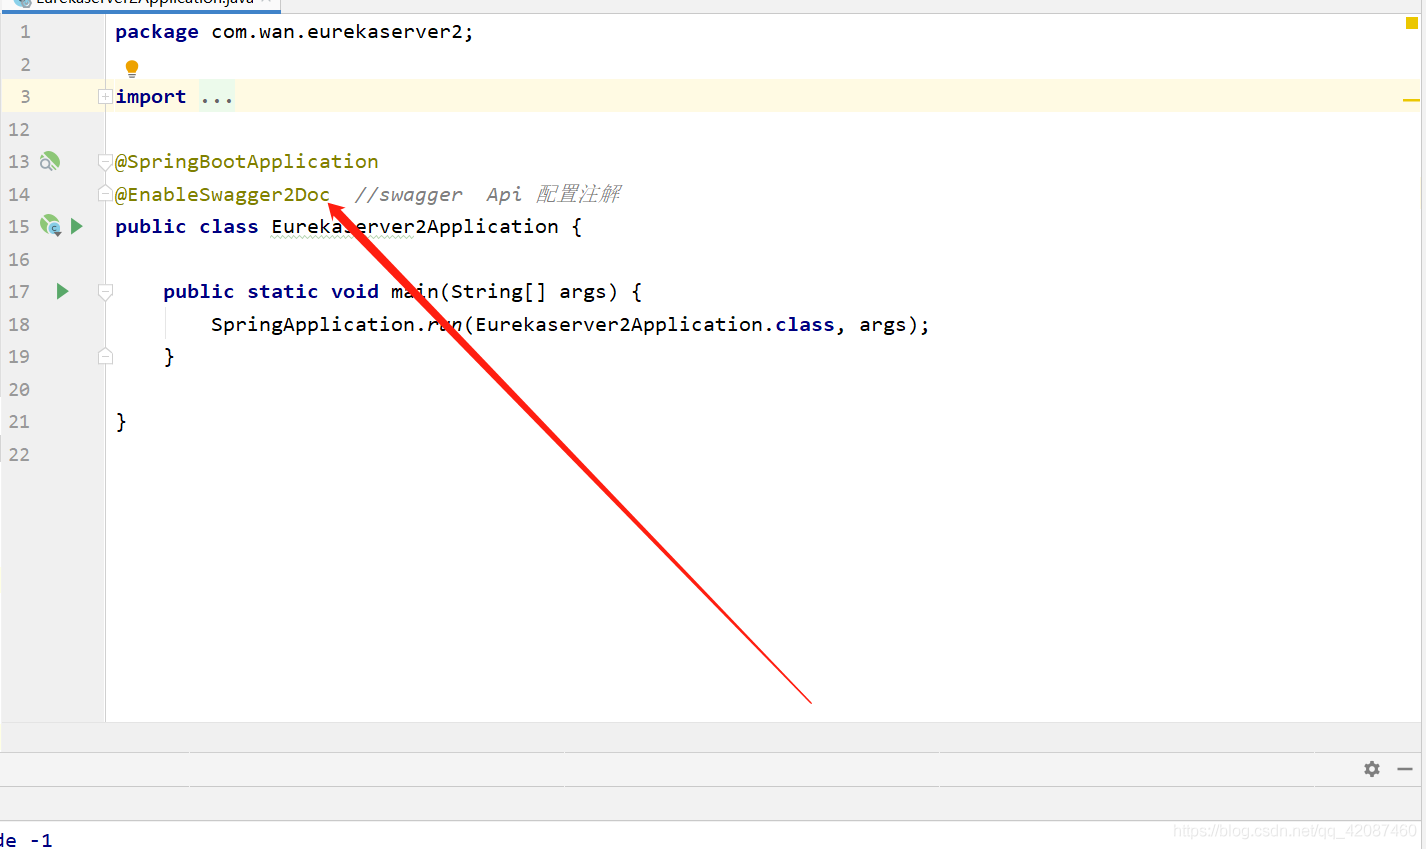 Eurekaserver2Application.java
1 package com.wan.eurekaserver2;
2
3 import ...
12
13 @SpringBootApplication
14 @EnableSwagger2Doc //swagger Api 配置注解
15 public class Eurekaserver2Application {
16
17 public static void main(String[] args) {
18 SpringApplication.run(Eurekaserver2Application.class, args);
19 }
20
21 }
22
de -1
https://blog.csdn.net/qq_42087460